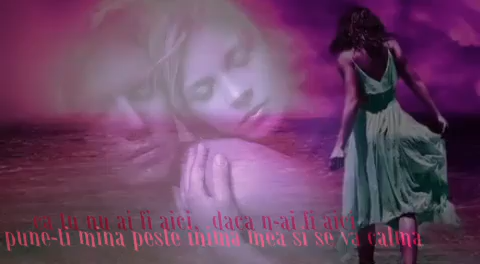 ca tu nu ai fi aici, daca n-ai fi aici
pune-ti mina peste inima mea si se va calma